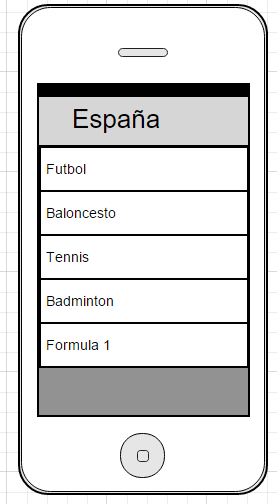 España
Futbol
Baloncesto
Tennis
Badminton
Formula 1